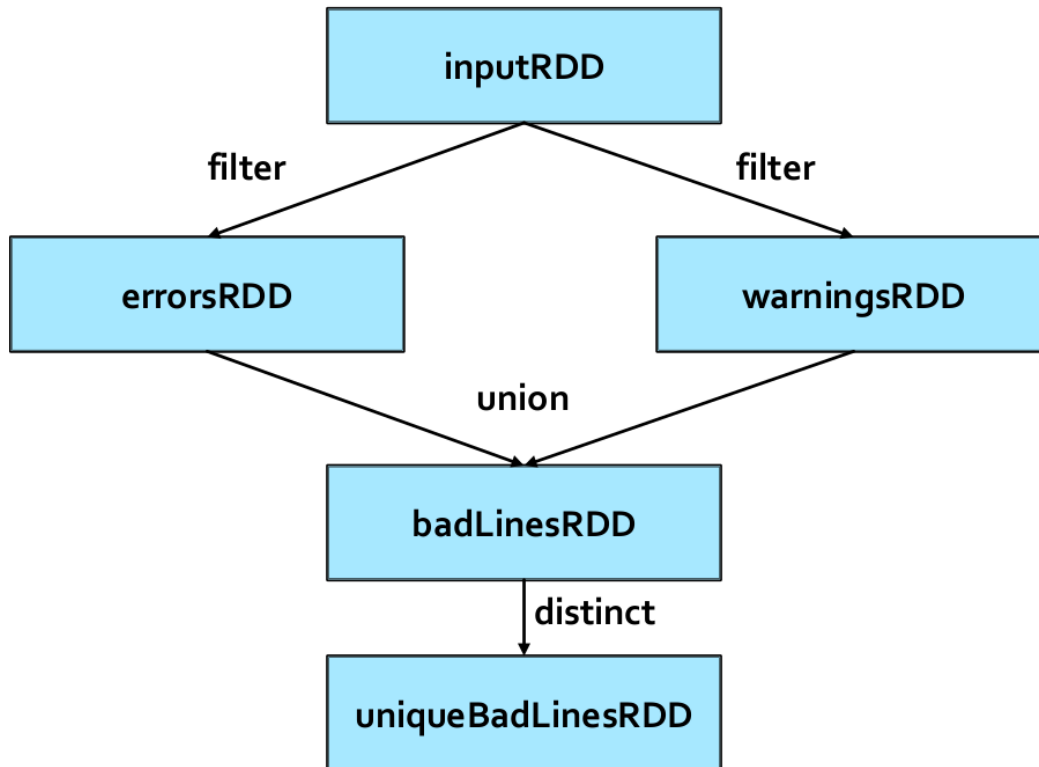 inputRDD
filter
filter
errorsRDD
warningsRDD
union
badLinesRDD
distinct
uniqueBadLinesRDD